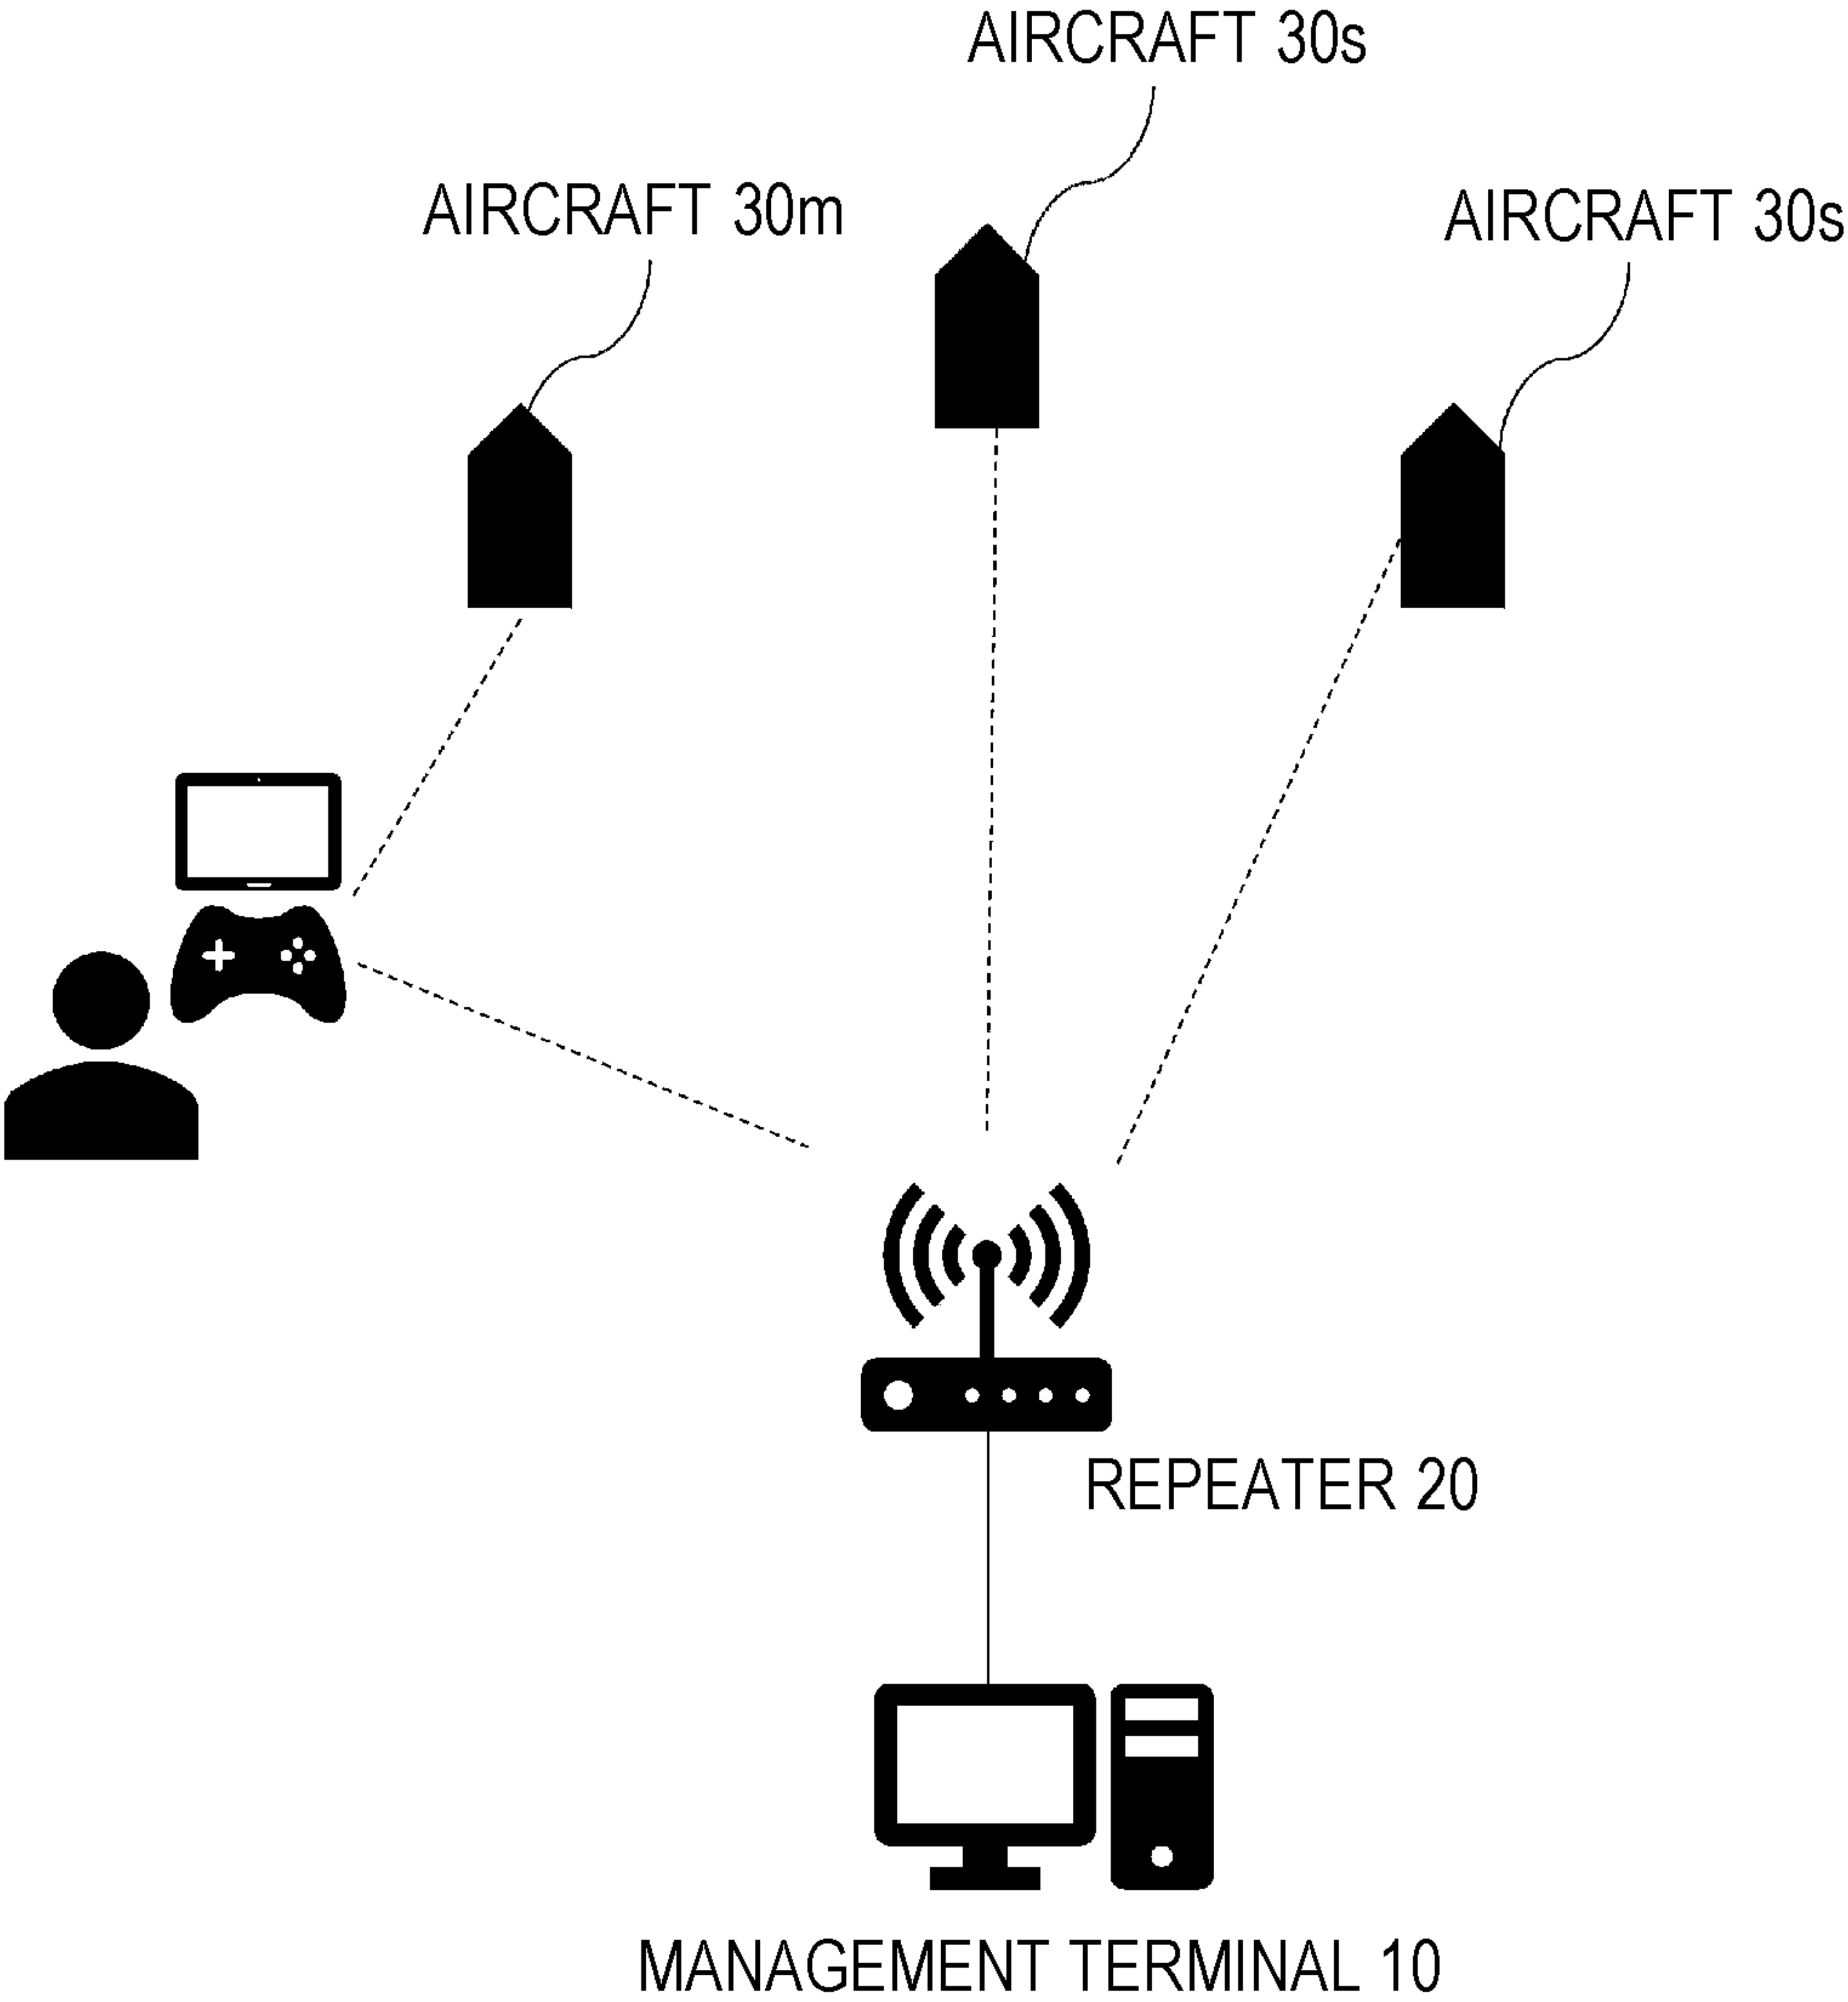 AIRCRAFT 30s
AIRCRAFT 30m
AIRCRAFT 30s
REPEATER 20
MANAGEMENT TERMINAL 10